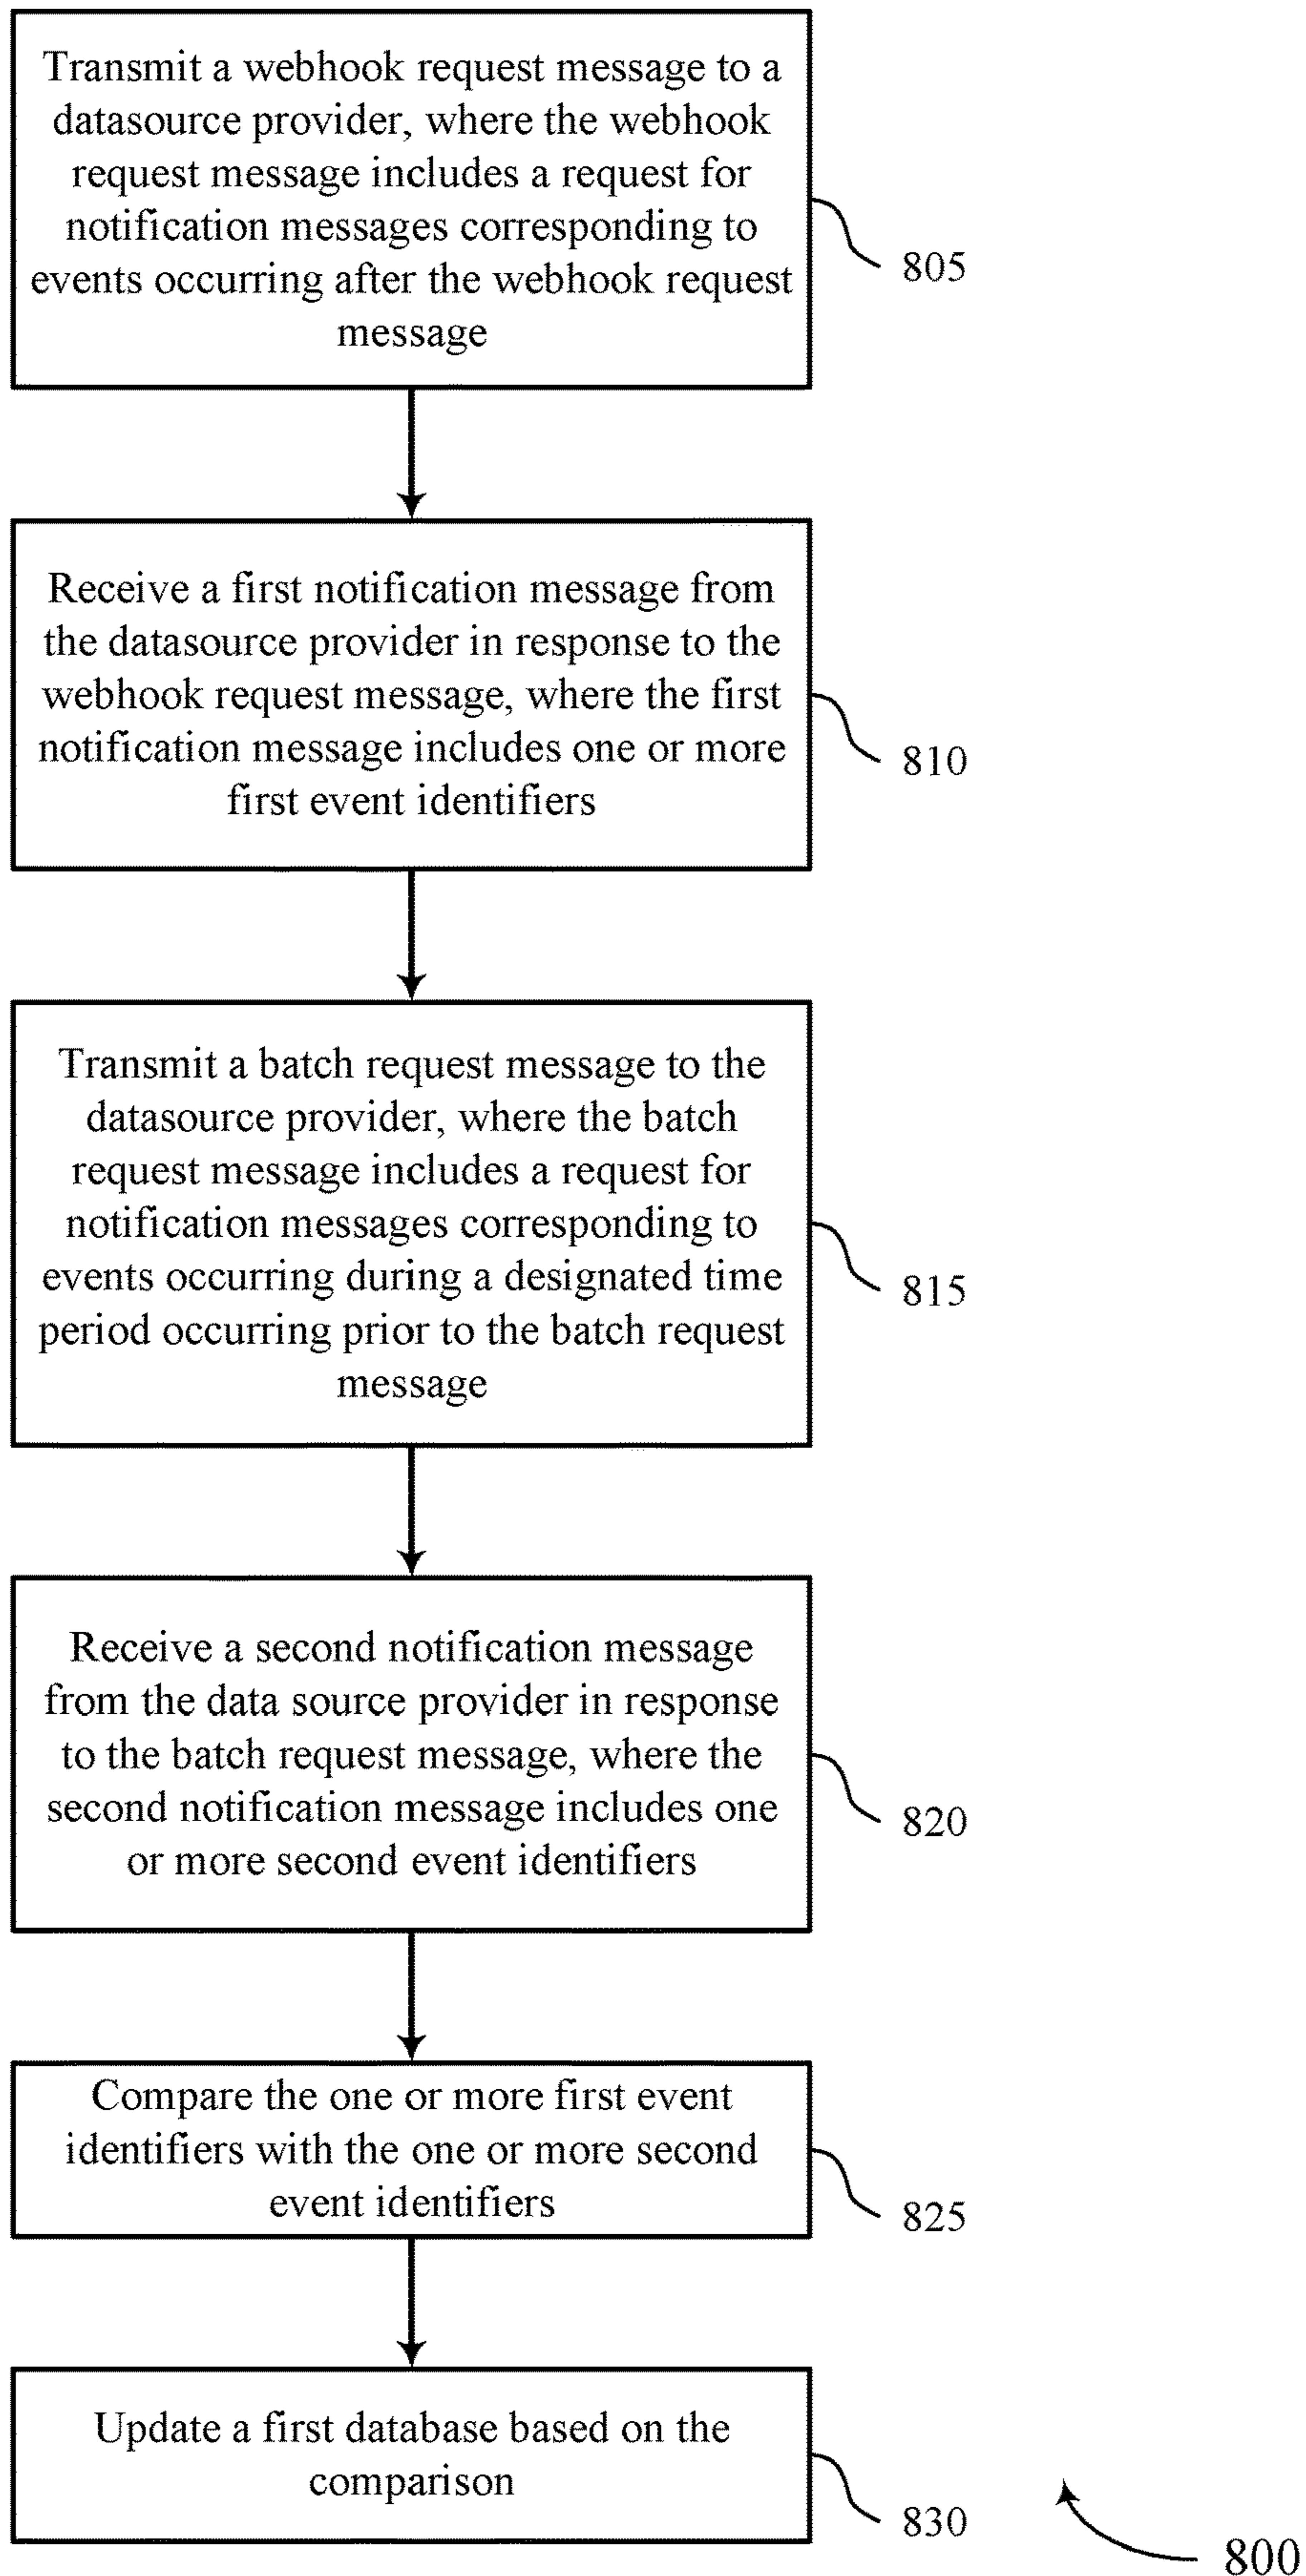 Transmit a webhook request message to a
datasource provider, where the webhook
request message includes a request for
notification messages corresponding to
events occurring after the webhook request
message
805
Receive a first notification message from
the datasource provider in response to the
webhook request message, where the first
notification message includes one or more
first event identifiers
810
Transmit a batch request message to the
datasource provider, where the batch
request message includes a request for
notification messages corresponding to
events occurring during a designated time
period occurring prior to the batch request
message
815
Receive a second notification message
from the data source provider in response
to the batch request message, where the
second notification message includes one
or more second event identifiers
820
Compare the one or more first event
identifiers with the one or more second
event identifiers
825
Update a first database based on the
comparison
830
800